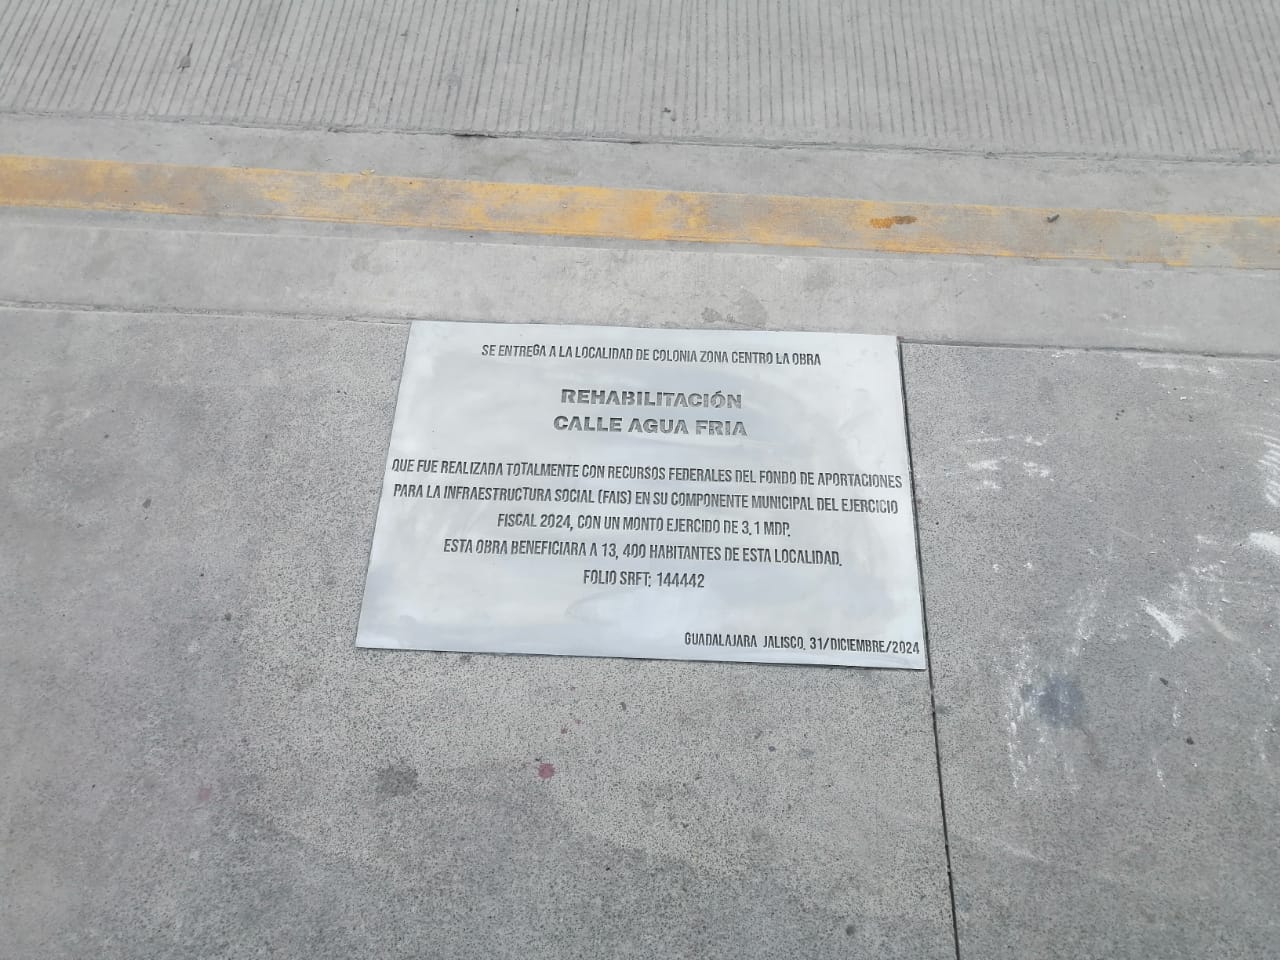 SE ENTREGA A LA LOCALIDAD DE COLONIA ZONA CENTRO LA OBRA
REHABILITACIÓN
CALLE AGUA FRIA
QUE FUE REALIZADA TOTALMENTE CON RECURSOS FEDERALES DEL FONDO DE APORTACIONES
PARA LA INFRAESTRUCTURA SOCIAL (FAIS) EN SU COMPONENTE MUNICIPAL DEL EJERCICIO
FISCAL 2024, CON UN MONTO EJERCIDO DE 3.1 MDP.
ESTA OBRA BENEFICIARA A 13, 400 HABITANTES DE ESTA LOCALIDAD.
FOLIO SRFT: 144442
GUADALAJARA JALISCO, 31/DICIEMBRE/2024